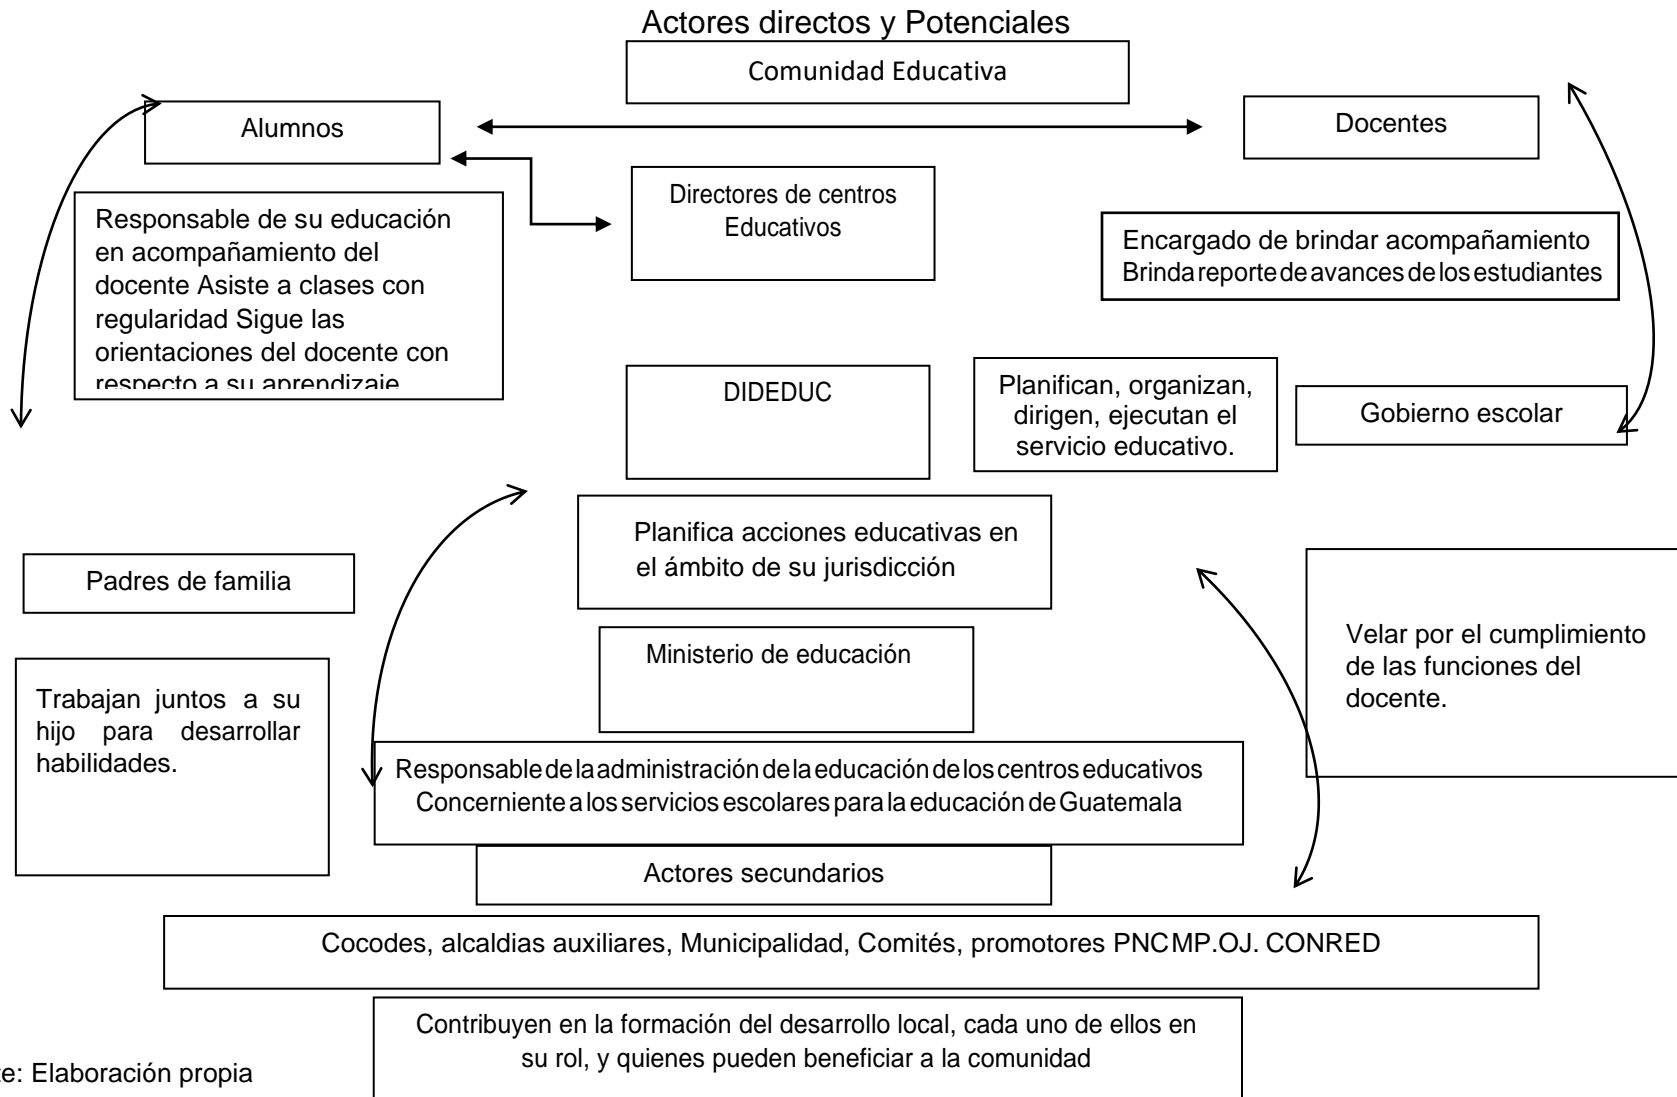 Actores directos y Potenciales
Comunidad Educativa
Alumnos
Docentes
Directores de centros
Educativos
Responsable de su educación
en acompañamiento del
docente Asiste a clases con
regularidad Sigue las
orientaciones del docente con
respecto a su aprendizaje
Encargado de brindar acompañamiento
Brinda reporte de avances de los estudiantes
DIDEDUC
Planifican, organizan,
dirigen, ejecutan el
servicio educativo.
Gobierno escolar
Planifica acciones educativas en
el ámbito de su jurisdicción
Padres de familia
Velar por el cumplimiento
de las funciones del
docente.
Ministerio de educación
Trabajan juntos a su
hijo para desarrollar
habilidades.
Responsable de la administración de la educación de los centros educativos
Concerniente a los servicios escolares para la educación de Guatemala
Actores secundarios
Cocodes, alcaldias auxiliares, Municipalidad, Comités, promotores PNCMP.OJ. CONRED
Contribuyen en la formación del desarrollo local, cada uno de ellos en
su rol, y quienes pueden beneficiar a la comunidad
te: Elaboración propia